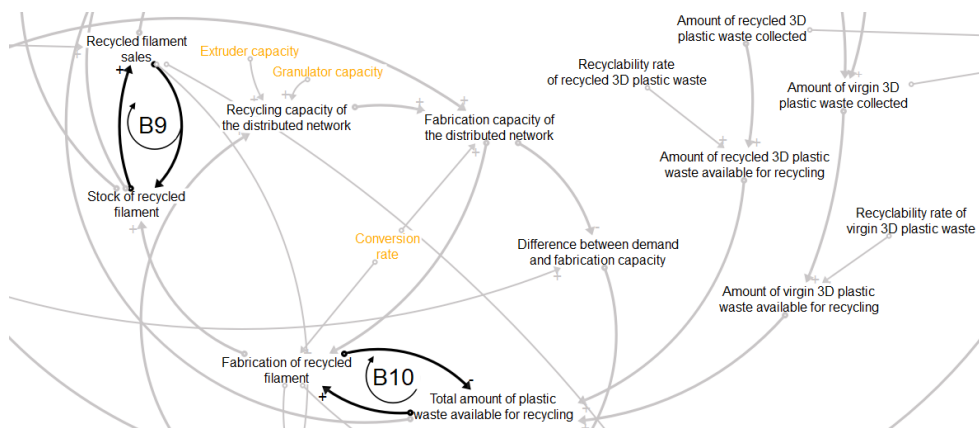 Amount of recycled 3D
plastic waste collected
Recycled filament
sales
Extruder capacity
Granulator capacity
Recyclability rate
of recycled 3D plastic waste
Amount of virgin 3D
plastic waste collected
+
+
+
+
+
+
+
Recycling capacity of
the distributed network
Fabrication capacity of
the distributed network
B9
+
+
+
Amount of recycled 3D plastic
waste available for recycling
Stock of recycled
filament
+
Recyclability rate of
virgin 3D plastic waste
-
Conversion
rate
Difference between demand
and fabrication capacity
+
+
+
Amount of virgin 3D plastic
waste available for recycling
Fabrication of recycled
filament
B10
-
+
Total amount of plastic
waste available for recycling
+